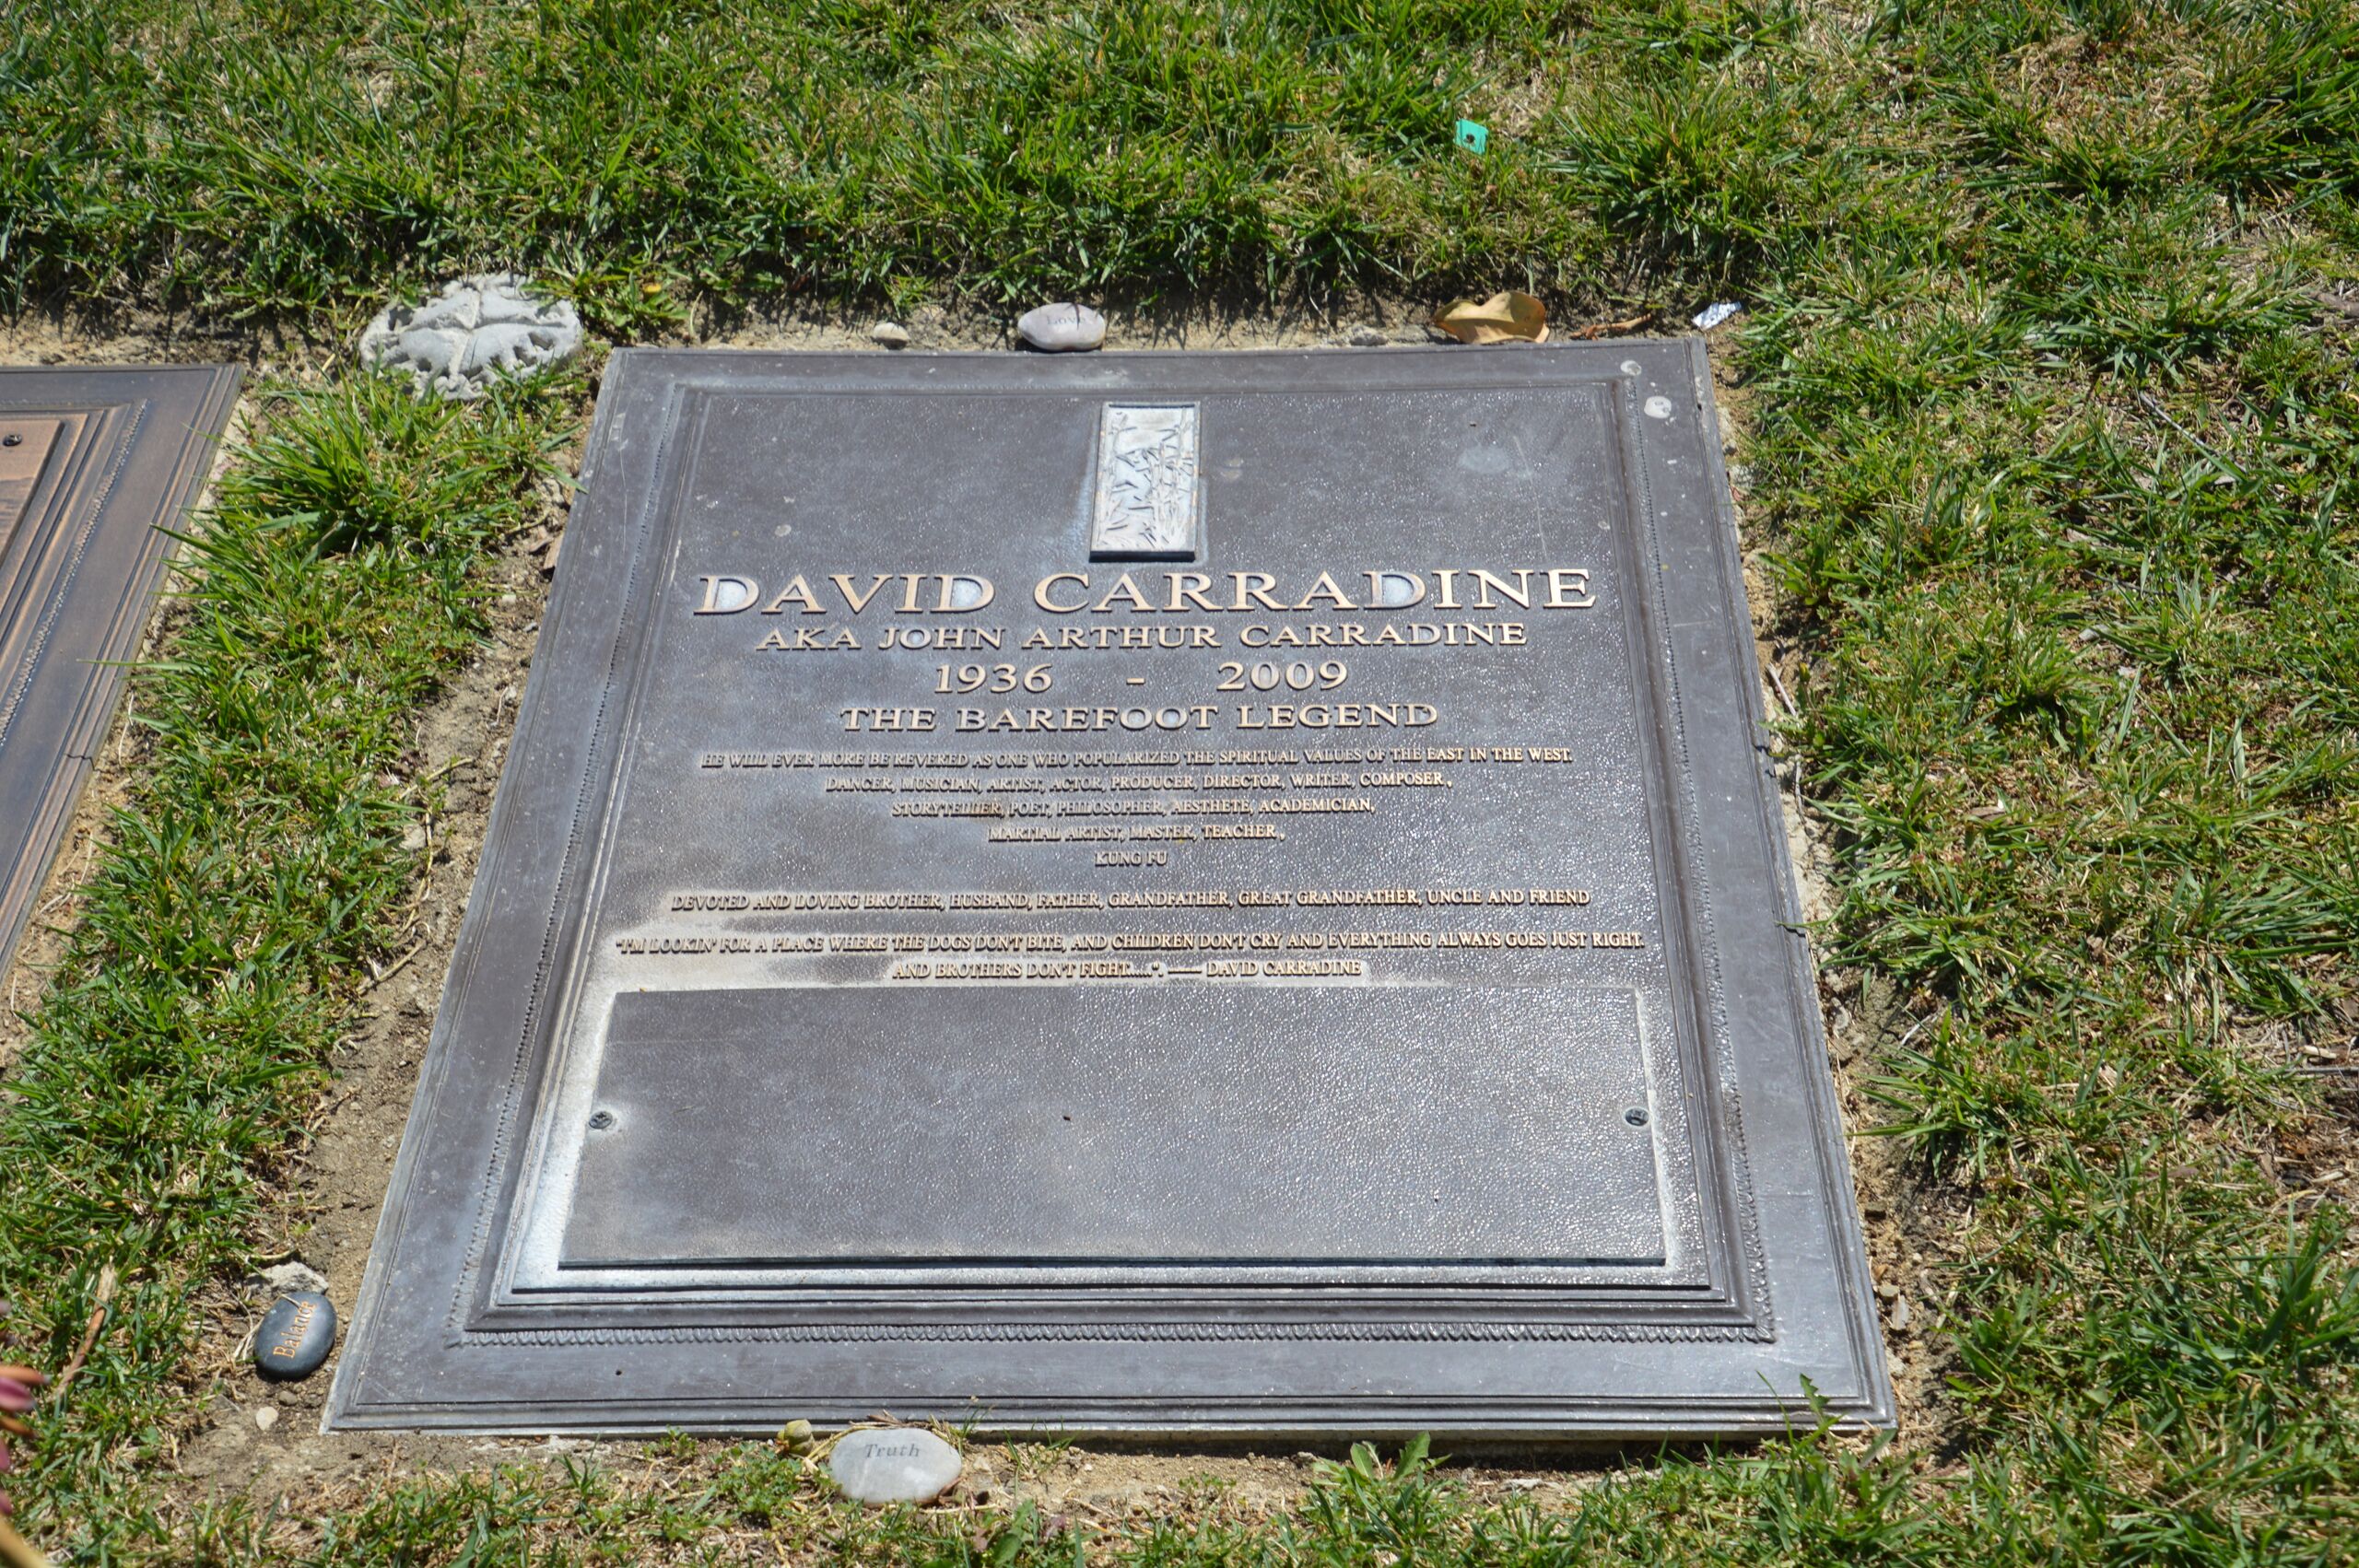 Love
DAVID CARRADINE
AKA JOHN ARTHUR CARRADINE
1936 - 2009
THE BAREFOOT LEGEND
HE WILL EVER MORE BE REVERED AS ONE WHO POPULARIZED THE SPIRITUAL VALUES OF THE EAST IN THE WEST.
DANCER, MUSICIAN, ARTIST, ACTOR, PRODUCER, DIRECTOR, WRITER, COMPOSER,
STORYTELLER, POET, PHILOSOPHER, AESTHETE, ACADEMICIAN,
MARTIAL ARTIST, MASTER, TEACHER,
KUNG FU
DEVOTED AND LOVING BROTHER, HUSBAND, FATHER, GRANDFATHER, GREAT GRANDFATHER, UNCLE AND FRIEND
"I'M LOOKIN' FOR A PLACE WHERE THE DOGS DON'T BITE, AND CHILDREN DON'T CRY AND EVERYTHING ALWAYS GOES JUST RIGHT.
AND BROTHERS DON'T FIGHT.....". —— DAVID CARRADINE
Balance
Truth